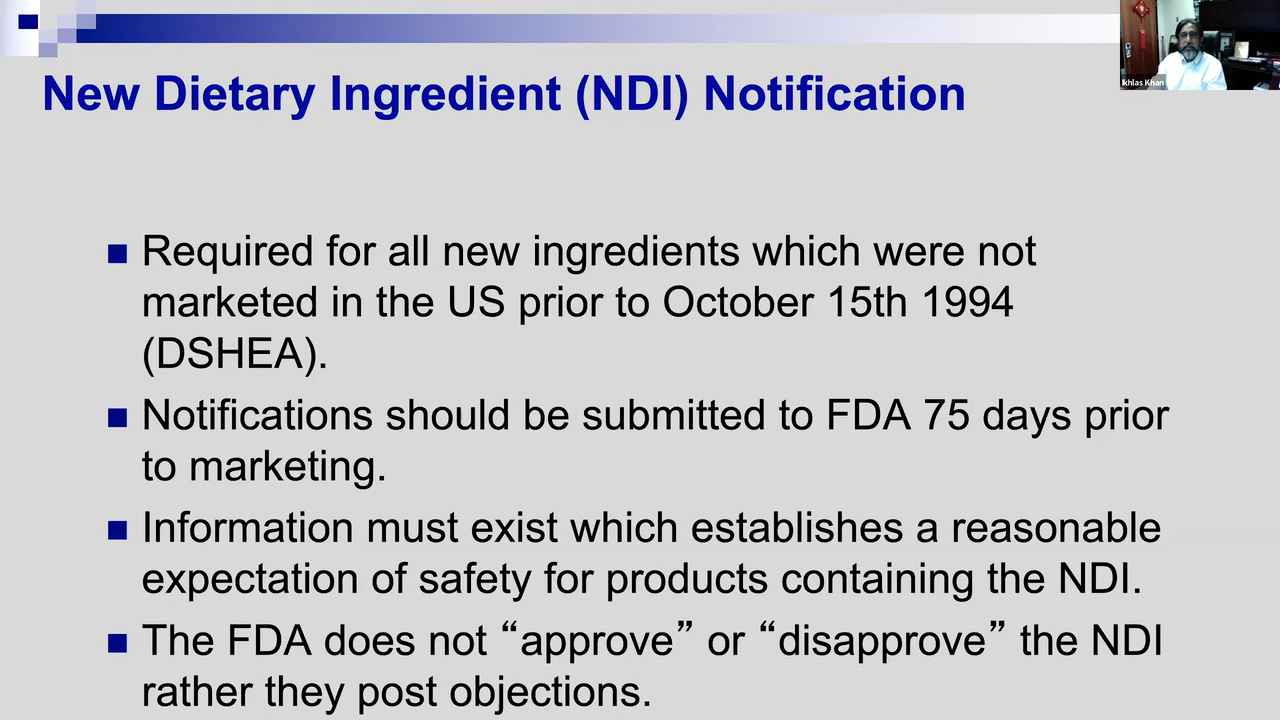 New Dietary Ingredient (NDI) Notification
Ikhlas Khan
Required for all new ingredients which were not
marketed in the US prior to October 15th 1994
(DSHEA).
Notifications should be submitted to FDA 75 days prior
to marketing.
Information must exist which establishes a reasonable
expectation of safety for products containing the NDI.
The FDA does not “approve” or “disapprove” the NDI
rather they post objections.